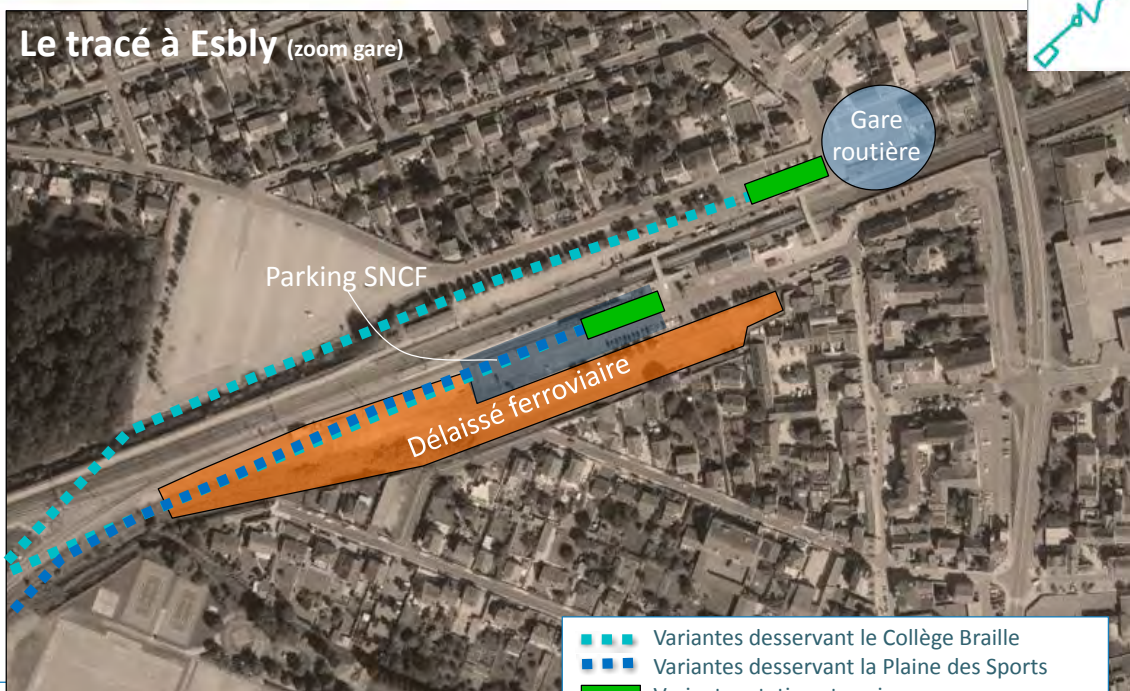 Le tracé à Esbly (zoom gare)
Gare
routière
Parking SNCF
Délaissé ferroviaire
Variantes desservant le Collège Braille
Variantes desservant la Plaine des Sports